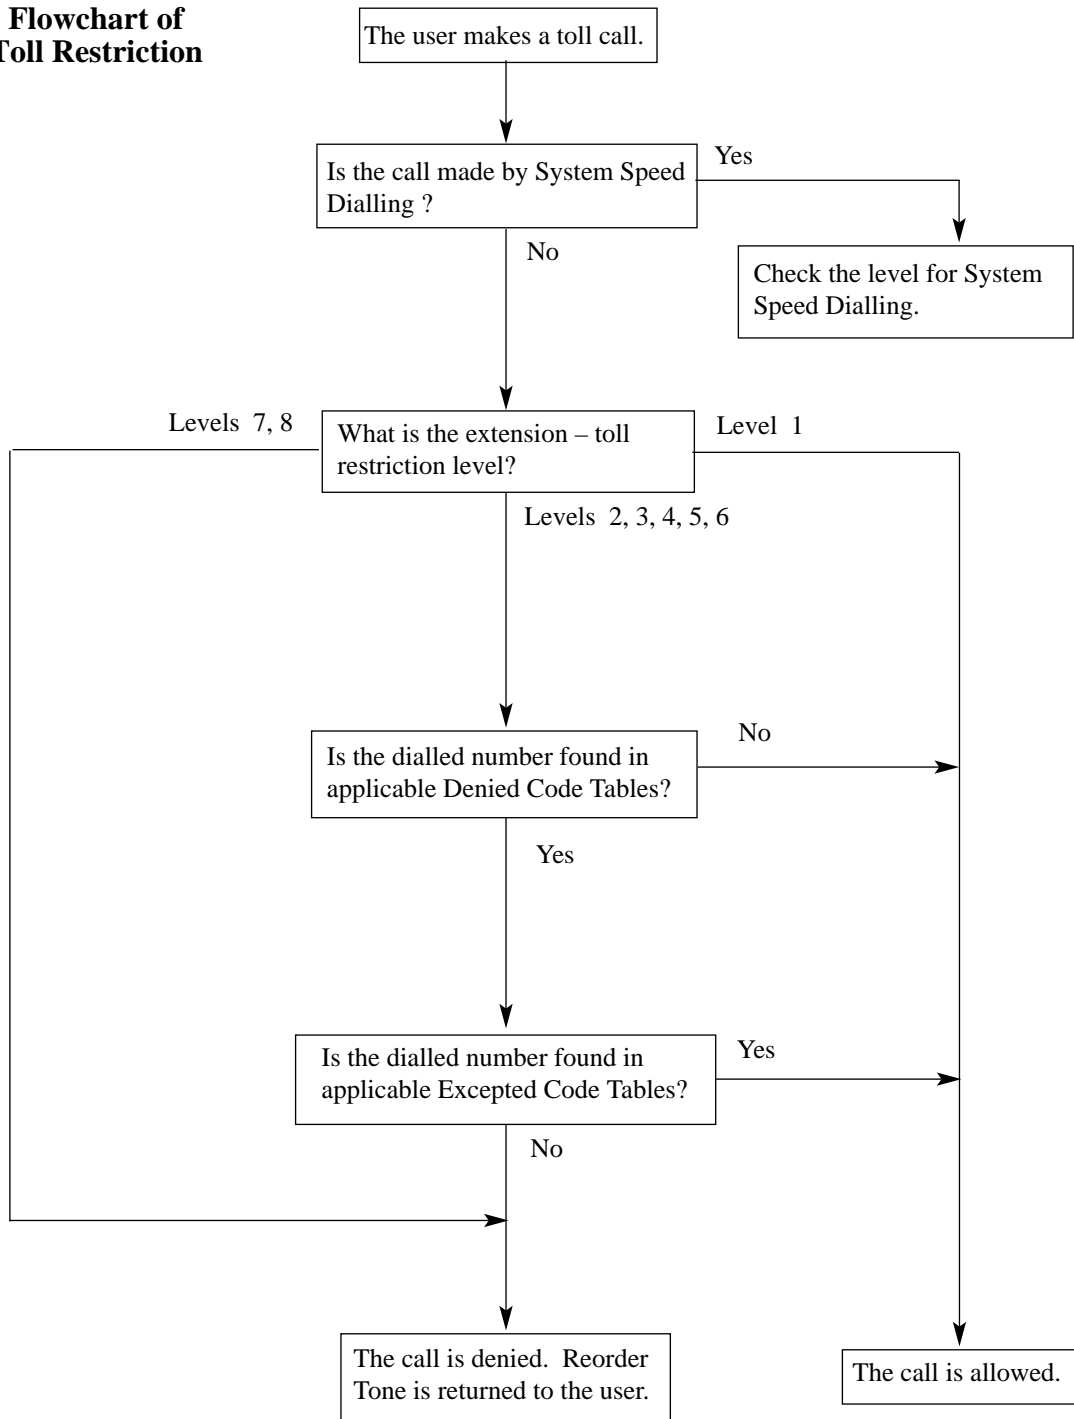 Flowchart of
Toll Restriction
The user makes a toll call.
Is the call made by System Speed
Dialling ?
Yes
No
Check the level for System
Speed Dialling.
Levels 7, 8
What is the extension – toll
restriction level?
Level 1
Levels 2, 3, 4, 5, 6
Is the dialled number found in
applicable Denied Code Tables?
No
Yes
Is the dialled number found in
applicable Excepted Code Tables?
Yes
No
The call is denied. Reorder
Tone is returned to the user.
The call is allowed.